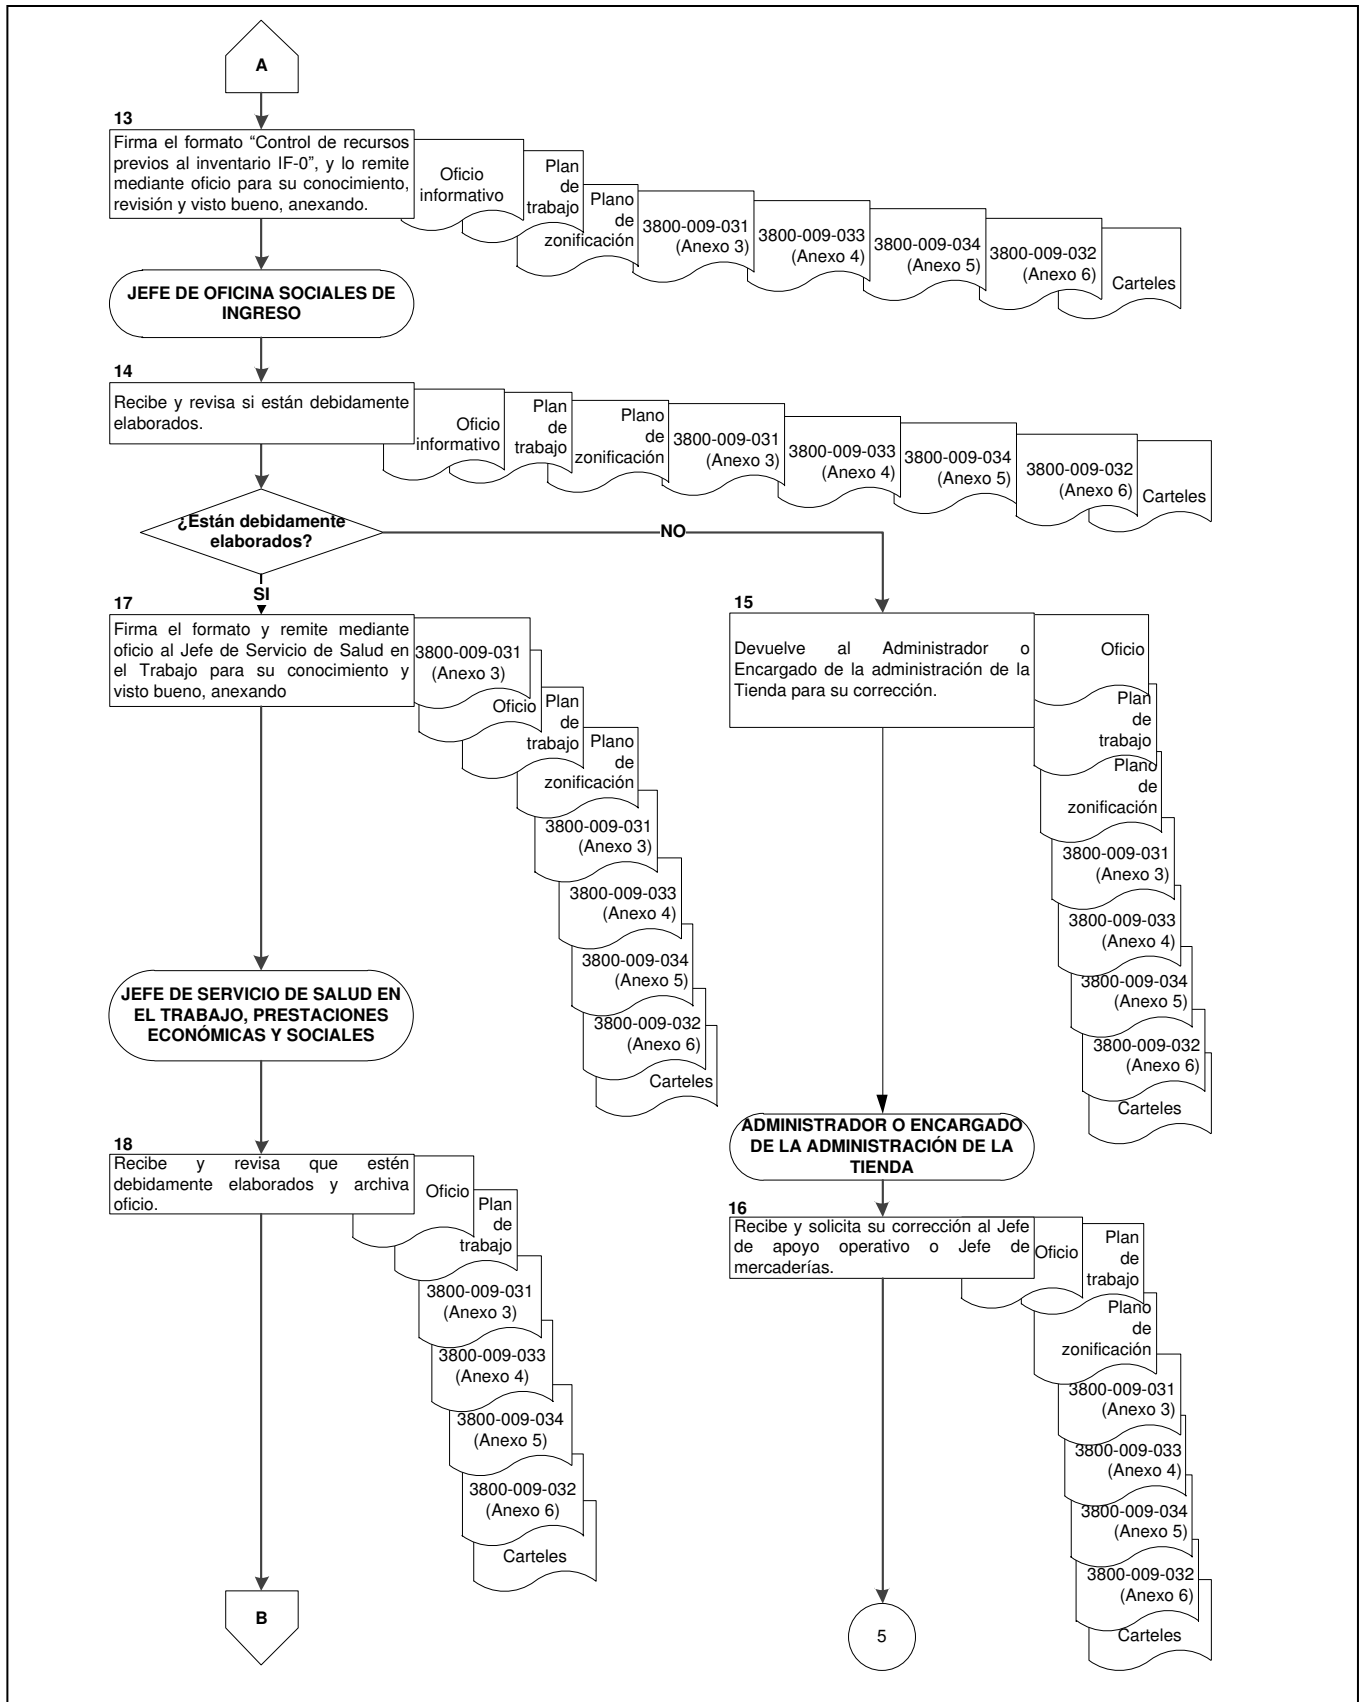 A
13
Firma el formato “Control de recursos
previos al inventario IF-0”, y lo remite
mediante oficio para su conocimiento,
revisión y visto bueno, anexando.
Oficio
informativo
Plan
de
trabajo
Plano
de
zonificación
3800-009-031
(Anexo 3)
3800-009-033
(Anexo 4)
3800-009-034
(Anexo 5)
3800-009-032
(Anexo 6)
Carteles
JEFE DE OFICINA SOCIALES DE
INGRESO
14
Recibe y revisa si están debidamente
elaborados.
Oficio
informativo
Plan
de
trabajo
Plano
de
zonificación
3800-009-031
(Anexo 3)
3800-009-033
(Anexo 4)
3800-009-034
(Anexo 5)
3800-009-032
(Anexo 6)
Carteles
¿Están debidamente
elaborados?
NO
SI
17
Firma el formato y remite mediante
oficio al Jefe de Servicio de Salud en
el Trabajo para su conocimiento y
visto bueno, anexando
3800-009-031
(Anexo 3)
Oficio
Plan
de
trabajo
Plano
de
zonificación
3800-009-031
(Anexo 3)
3800-009-033
(Anexo 4)
3800-009-034
(Anexo 5)
3800-009-032
(Anexo 6)
Carteles
15
Devuelve al Administrador o
Encargado de la administración de la
Tienda para su corrección.
Oficio
Plan
de
trabajo
Plano
de
zonificación
3800-009-031
(Anexo 3)
3800-009-033
(Anexo 4)
3800-009-034
(Anexo 5)
3800-009-032
(Anexo 6)
Carteles
JEFE DE SERVICIO DE SALUD EN
EL TRABAJO, PRESTACIONES
ECONÓMICAS Y SOCIALES
ADMINISTRADOR O ENCARGADO
DE LA ADMINISTRACIÓN DE LA
TIENDA
18
Recibe y revisa que estén
debidamente elaborados y archiva
oficio.
Oficio
Plan
de
trabajo
3800-009-031
(Anexo 3)
3800-009-033
(Anexo 4)
3800-009-034
(Anexo 5)
3800-009-032
(Anexo 6)
Carteles
16
Recibe y solicita su corrección al Jefe
de apoyo operativo o Jefe de
mercaderías.
Oficio
Plan
de
trabajo
Plano
de
zonificación
3800-009-031
(Anexo 3)
3800-009-033
(Anexo 4)
3800-009-034
(Anexo 5)
3800-009-032
(Anexo 6)
Carteles
B
5